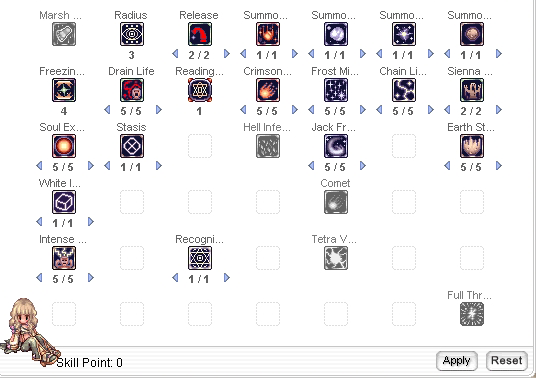 Marsh ... Radius Release Summo... Summo... Summo... Summo...
3 2 / 2 1 / 1 1 / 1 1 / 1 1 / 1
Freezin... Drain Life Reading... Crimson... Frost Mi... Chain Li... Sienna ...
4 5 / 5 1 5 / 5 5 / 5 5 / 5 2 / 2
Soul Ex... Stasis Hell Infe... Jack Fr... Earth St...
5 / 5 1 / 1 5 / 5 5 / 5
White I... Comet
1 / 1
Intense ... Recogni... Tetra V...
5 / 5 1 / 1
Full Thr...
Skill Point: 0 Apply Reset